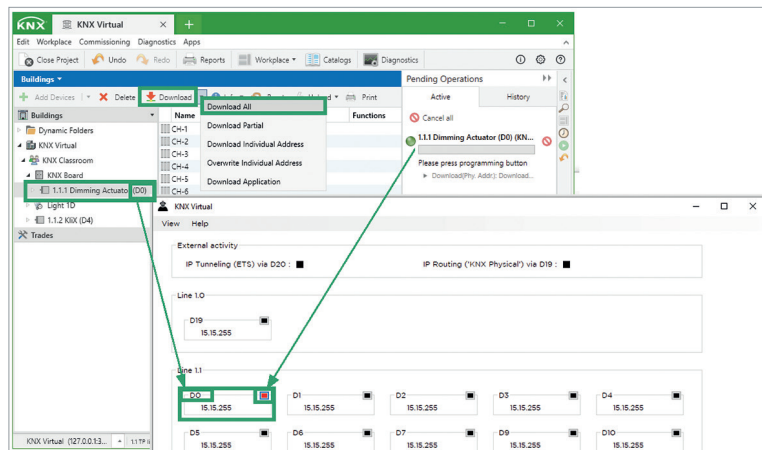 KNX KNX Virtual × +
Edit Workplace Commissioning Diagnostics Apps
Close Project Undo Redo Reports Workplace Catalogs Diagnostics
Buildings
Add Devices Delete Download Print
Download All
Download Partial
Download Individual Address
Overwrite Individual Address
Download Application
Buildings
Dynamic Folders
KNX Virtual
KNX Classroom
KNX Board
1.1.1 Dimming Actuator (D0)
Light 1D
1.1.2 KliX (D4)
Trades
Name Functions
CH-1
CH-2
CH-3
CH-4
CH-5
CH-6
Pending Operations
Active History
Cancel all
1.1.1 Dimming Actuator (D0) (KN...
Please press programming button
Download(Phy. Addr.): Download...
KNX Virtual (127.0.0.1:3...
KNX Virtual
View Help
External activity
IP Tunneling (ETS) via D20 : IP Routing ('KNX Physical') via D19 :
Line 1.0
D19
15.15.255
Line 1.1
D0 D1 D2 D3 D4
15.15.255 15.15.255 15.15.255 15.15.255 15.15.255
D5 D6 D7 D9 D10
15.15.255 15.15.255 15.15.255 15.15.255 15.15.255